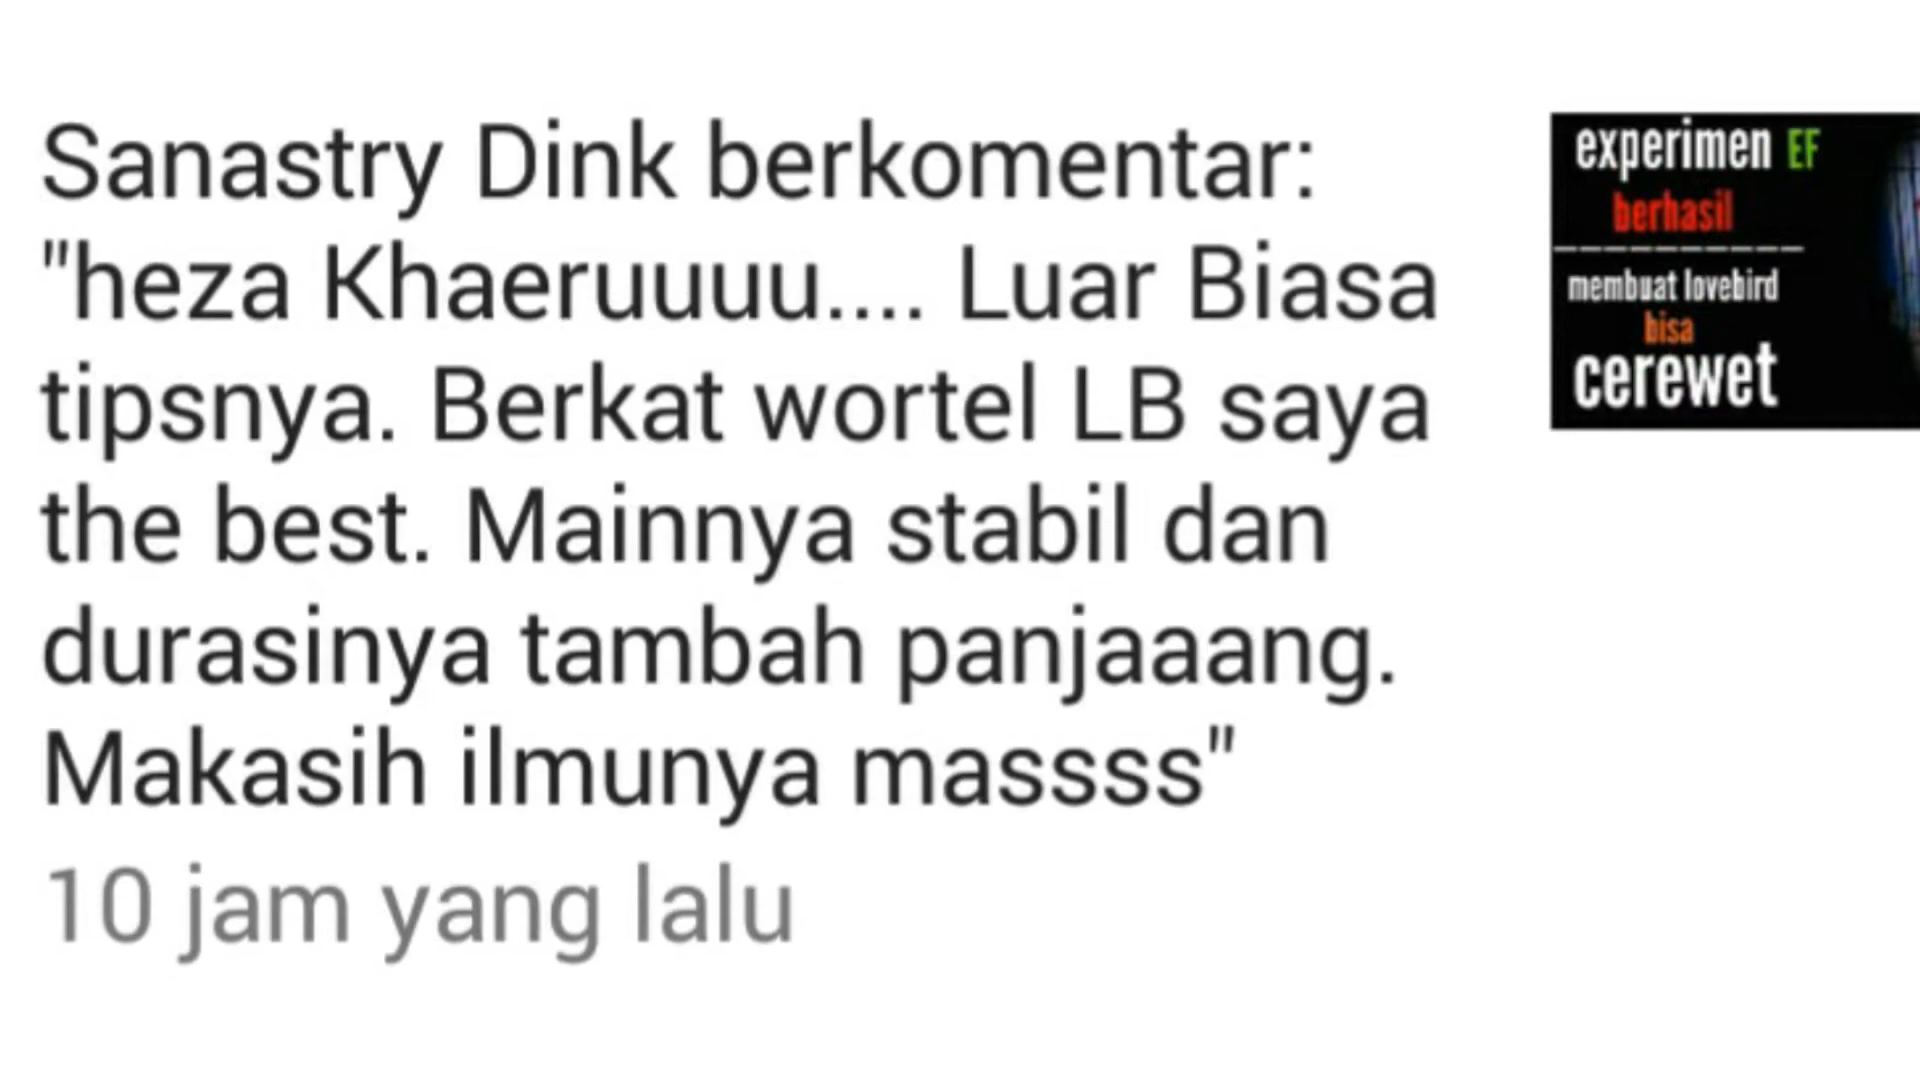 Sanastry Dink berkomentar:
"heza Khaeruuuu.... Luar Biasa
tipsnya. Berkat wortel LB saya
the best. Mainnya stabil dan
durasinya tambah panjaaang.
Makasih ilmunya massss"
10 jam yang lalu
experimen EF
berhasil
membuat lovebird
bisa
cerewet